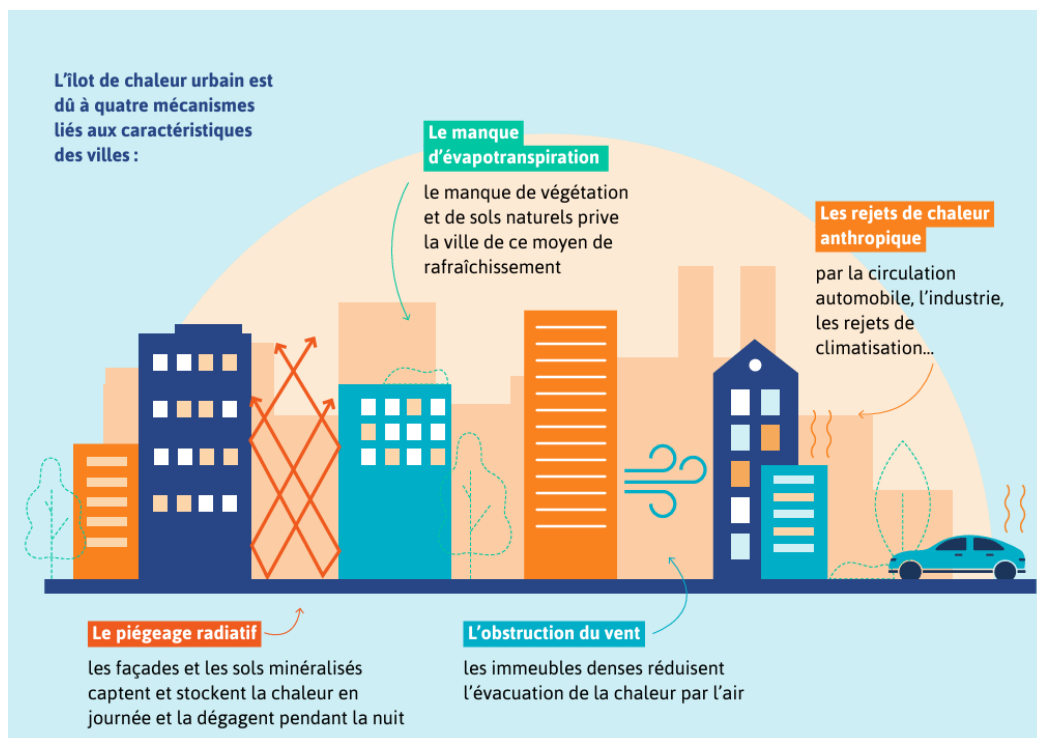 L'îlot de chaleur urbain est
dû à quatre mécanismes
liés aux caractéristiques
des villes :
Le manque
d'évapotranspiration
le manque de végétation
et de sols naturels prive
la ville de ce moyen de
rafraîchissement
Les rejets de chaleur
anthropique
par la circulation
automobile, l'industrie,
les rejets de
climatisation...
Le piégeage radiatif
les façades et les sols minéralisés
captent et stockent la chaleur en
journée et la dégagent pendant la nuit
L'obstruction du vent
les immeubles denses réduisent
l'évacuation de la chaleur par l'air